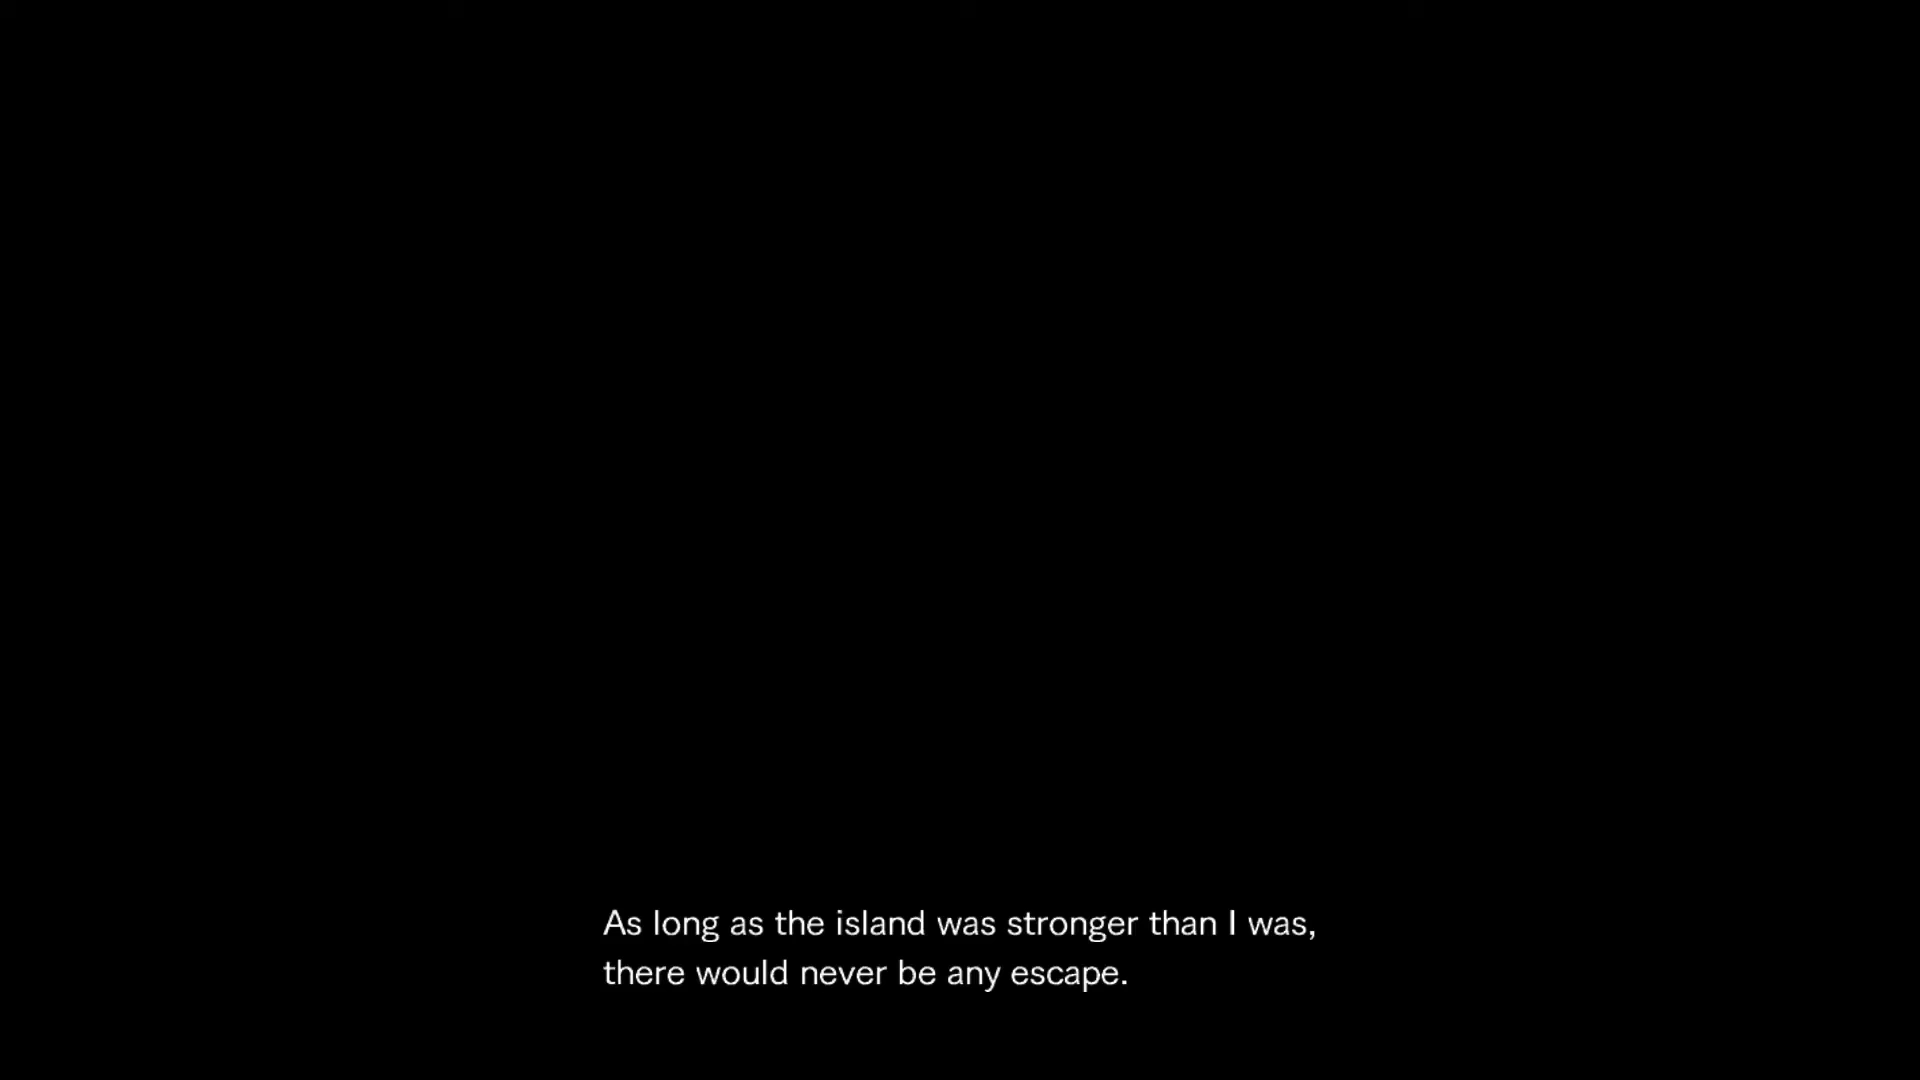 As long as the island was stronger than I was,
there would never be any escape.